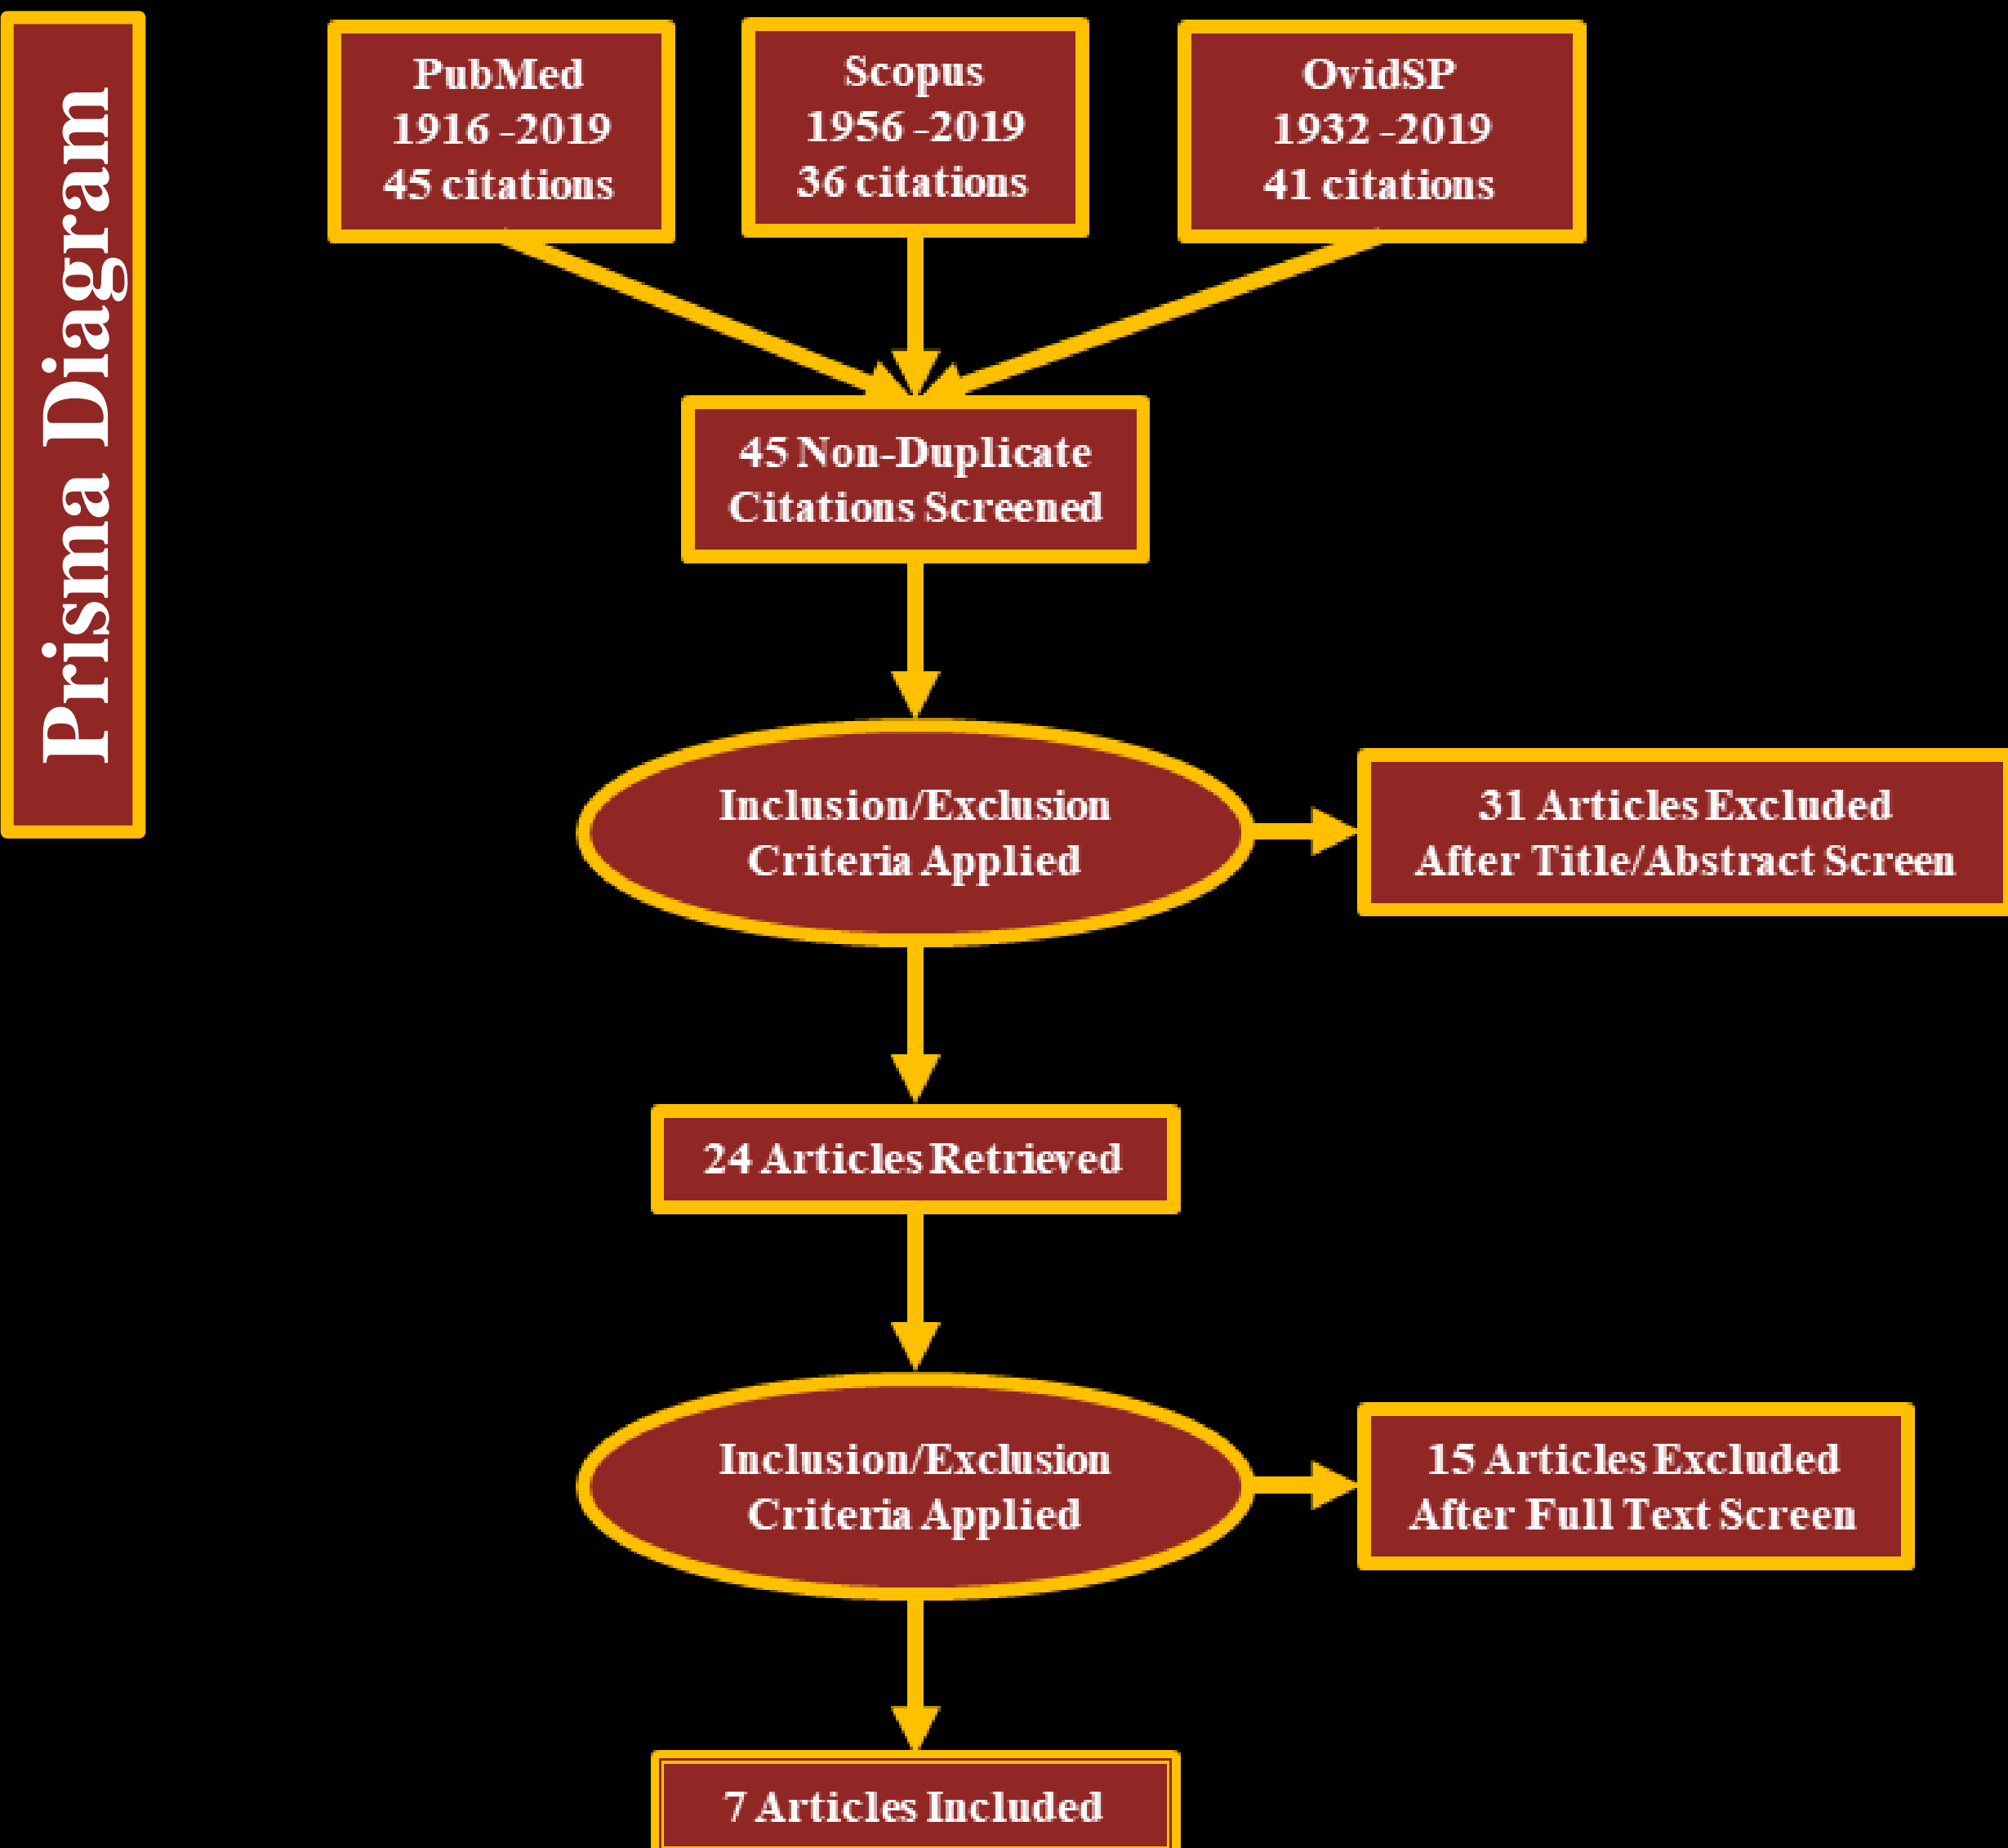 Prisma Diagram
PubMed
1916 -2019
45 citations
Scopus
1956 -2019
36 citations
OvidSP
1932 -2019
41 citations
45 Non-Duplicate
Citations Screened
Inclusion/Exclusion
Criteria Applied
31 Articles Excluded
After Title/Abstract Screen
24 Articles Retrieved
Inclusion/Exclusion
Criteria Applied
15 Articles Excluded
After Full Text Screen
7 Articles Included